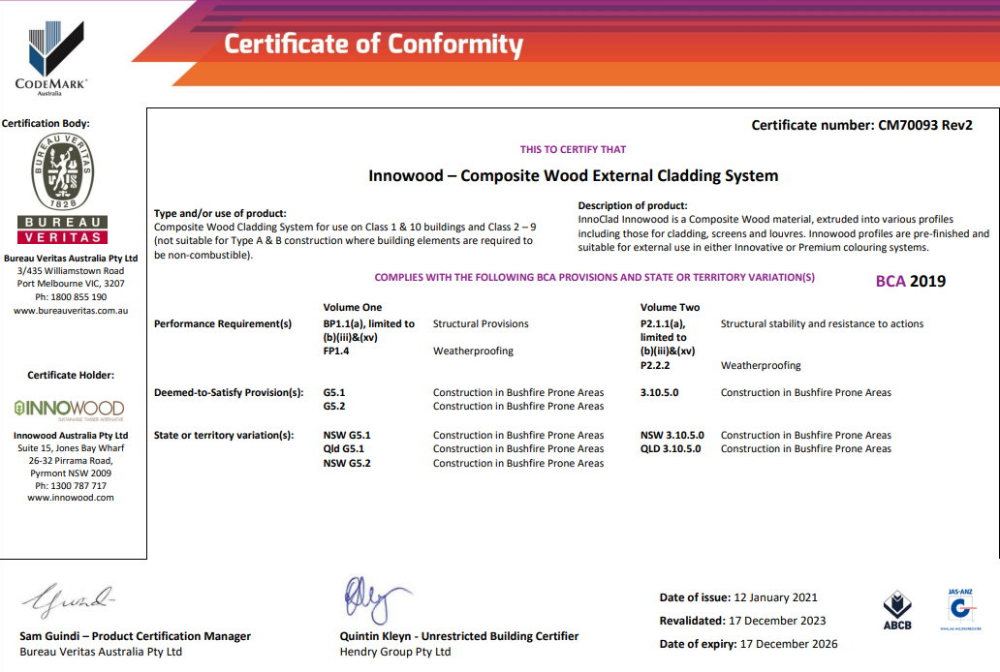 CODEMARK®
Australia
Certificate of Conformity
Certification Body:
BUREAU VERITAS
1828
BUREAU
VERITAS
Bureau Veritas Australia Pty Ltd
3/435 Williamstown Road
Port Melbourne VIC, 3207
Ph: 1800 855 190
www.bureauveritas.com.au
Certificate Holder:
INNOWOOD
SUSTAINABLE TIMBER ALTERNATIVE
Innowood Australia Pty Ltd
Suite 15, Jones Bay Wharf
26-32 Pirrama Road,
Pyrmont NSW 2009
Ph: 1300 787 717
www.innowood.com
Certificate number: CM70093 Rev2
THIS TO CERTIFY THAT
Innowood – Composite Wood External Cladding System
Type and/or use of product:
Composite Wood Cladding System for use on Class 1 & 10 buildings and Class 2 – 9
(not suitable for Type A & B construction where building elements are required to
be non-combustible).
Description of product:
InnoClad Innowood is a Composite Wood material, extruded into various profiles
including those for cladding, screens and louvres. Innowood profiles are pre-finished and
suitable for external use in either Innovative or Premium colouring systems.
COMPLIES WITH THE FOLLOWING BCA PROVISIONS AND STATE OR TERRITORY VARIATION(S)
BCA 2019
Volume One
Volume Two
Performance Requirement(s)
BP1.1(a), limited to
(b)(iii)&(xv)
Structural Provisions
FP1.4
Weatherproofing
P2.1.1(a),
limited to
(b)(iii)&(xv)
Structural stability and resistance to actions
P2.2.2
Weatherproofing
Deemed-to-Satisfy Provision(s):
G5.1 Construction in Bushfire Prone Areas
G5.2 Construction in Bushfire Prone Areas
3.10.5.0 Construction in Bushfire Prone Areas
State or territory variation(s):
NSW G5.1 Construction in Bushfire Prone Areas
Qld G5.1 Construction in Bushfire Prone Areas
NSW G5.2 Construction in Bushfire Prone Areas
NSW 3.10.5.0 Construction in Bushfire Prone Areas
QLD 3.10.5.0 Construction in Bushfire Prone Areas
Sam Guindi – Product Certification Manager
Bureau Veritas Australia Pty Ltd
Quintin Kleyn - Unrestricted Building Certifier
Hendry Group Pty Ltd
Date of issue: 12 January 2021
Revalidated: 17 December 2023
Date of expiry: 17 December 2026
ABCB
JAS-ANZ